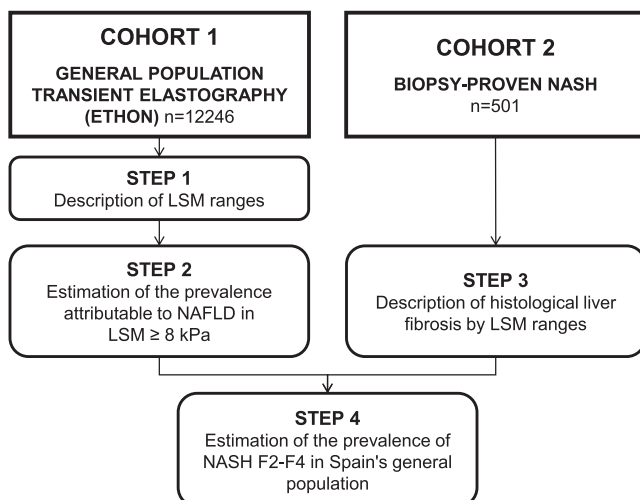 COHORT 1
GENERAL POPULATION
TRANSIENT ELASTOGRAPHY
(ETHON) n=12246
COHORT 2
BIOPSY-PROVEN NASH
n=501
STEP 1
Description of LSM ranges
STEP 2
Estimation of the prevalence
attributable to NAFLD in
LSM ≥ 8 kPa
STEP 3
Description of histological liver
fibrosis by LSM ranges
STEP 4
Estimation of the prevalence of
NASH F2-F4 in Spain's general
population